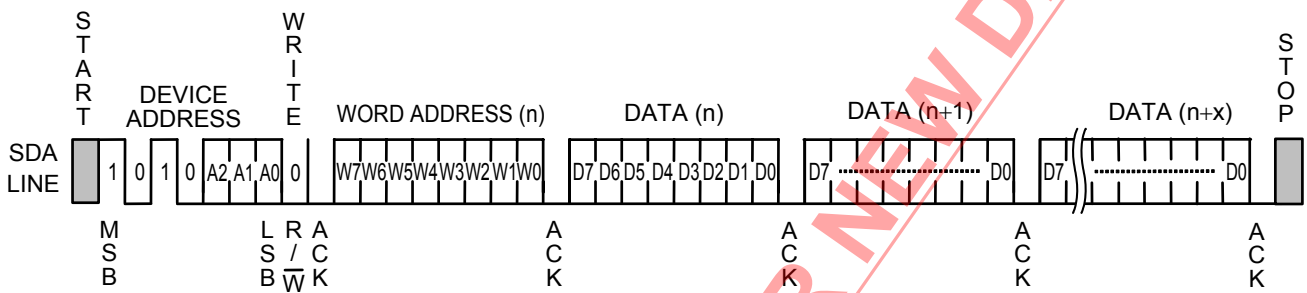 START
WRITE
STOP
DEVICE
ADDRESS
WORD ADDRESS (n)
DATA (n)
DATA (n+1)
DATA (n+x)
SDA
LINE
1 0 1 0 A2 A1 A0 0
W7 W6 W5 W4 W3 W2 W1 W0
D7 D6 D5 D4 D3 D2 D1 D0
D7 D0
D7 D0
MSB
LSB
R/W̅
ACK
ACK
ACK
ACK
ACK
R NEW D